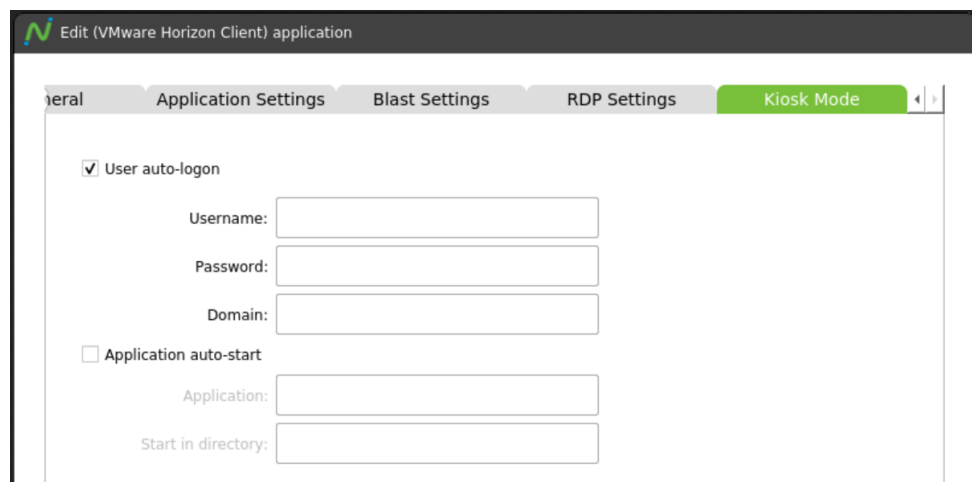 Edit (VMware Horizon Client) application
neral Application Settings Blast Settings RDP Settings Kiosk Mode
User auto-logon
Username:
Password:
Domain:
Application auto-start
Application:
Start in directory: